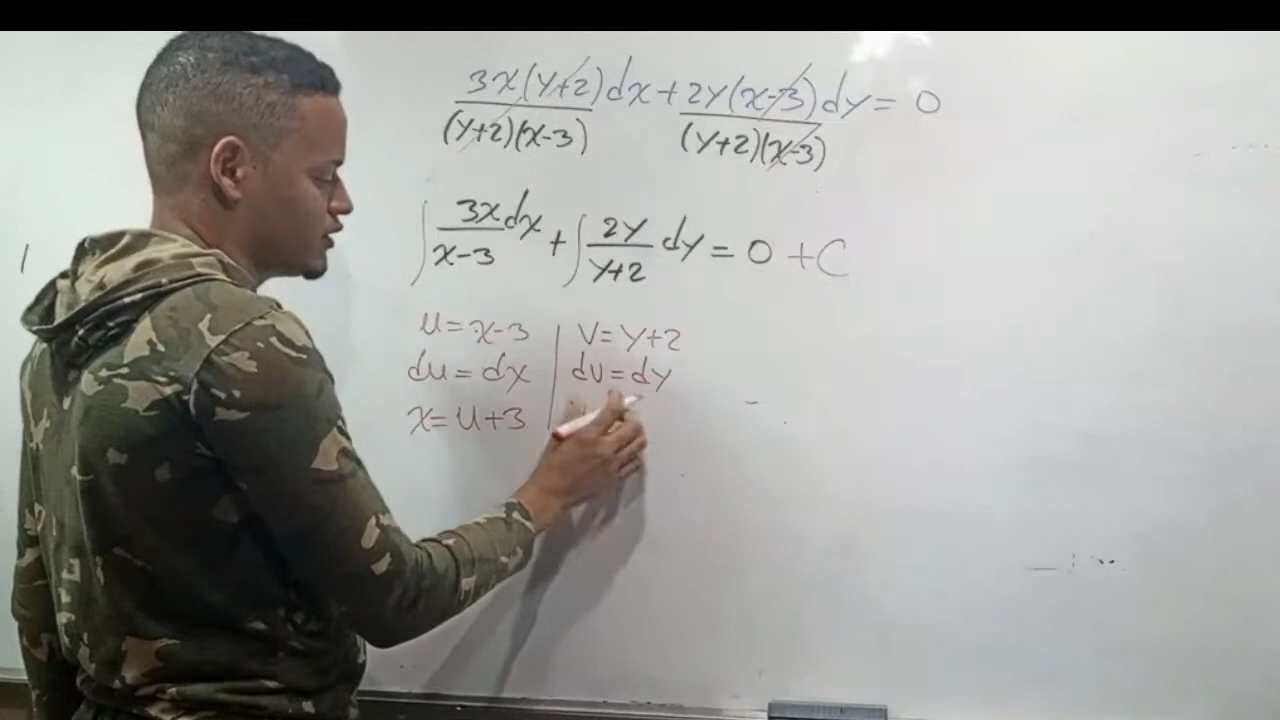 3x(y+2)dx + 2y(x-3)dy = 0
(y+2)(x-3) (y+2)(x-3)
∫ 3x/x-3 dx + ∫ 2y/y+2 dy = 0 + C
u = x-3 | v = y+2
du = dx | dv = dy
x = u+3 |